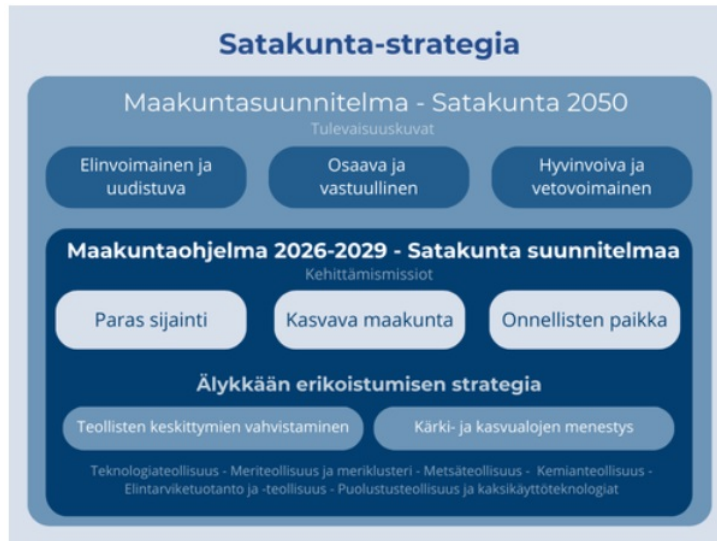 Satakunta-strategia
Maakuntasuunnitelma - Satakunta 2050
Tulevaisuuskuvat
Elinvoimainen ja
uudistuva
Osaava ja
vastuullinen
Hyvinvoiva ja
vetovoimainen
Maakuntaohjelma 2026-2029 - Satakunta suunnitelmaa
Kehittämismissiot
Paras sijainti
Kasvava maakunta
Onnellisten paikka
Älykkään erikoistumisen strategia
Teollisten keskittymien vahvistaminen
Kärki- ja kasvualojen menestys
Teknologiateollisuus - Meriteollisuus ja meriklusteri - Metsäteollisuus - Kemianteollisuus -
Elintarviketuotanto ja -teollisuus - Puolustusteollisuus ja kaksikäyttöteknologiat